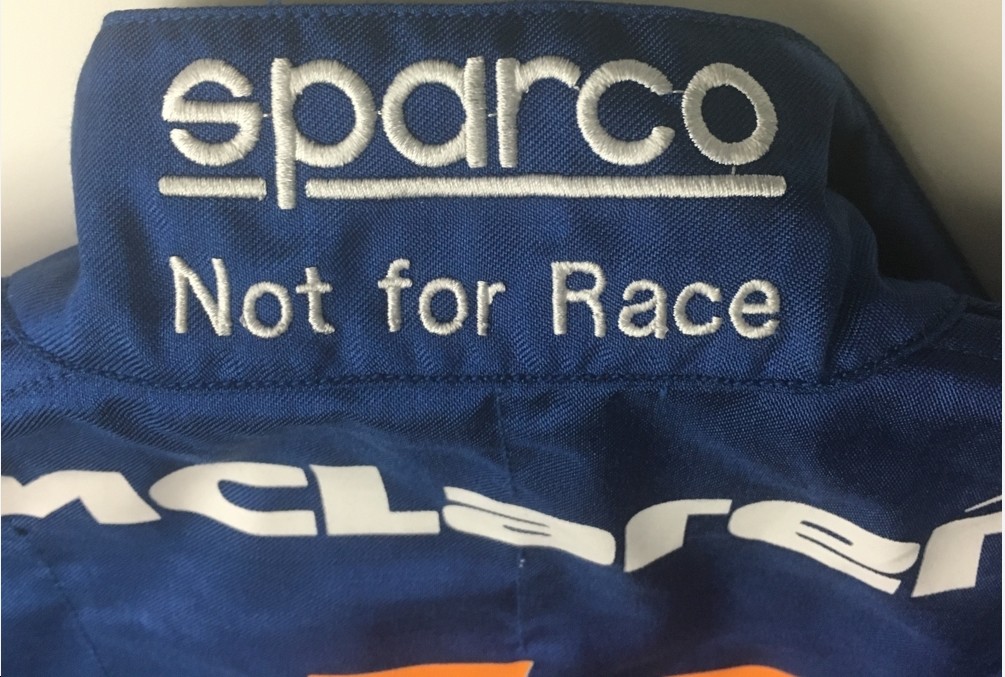 sparco
Not for Race
mcLaren